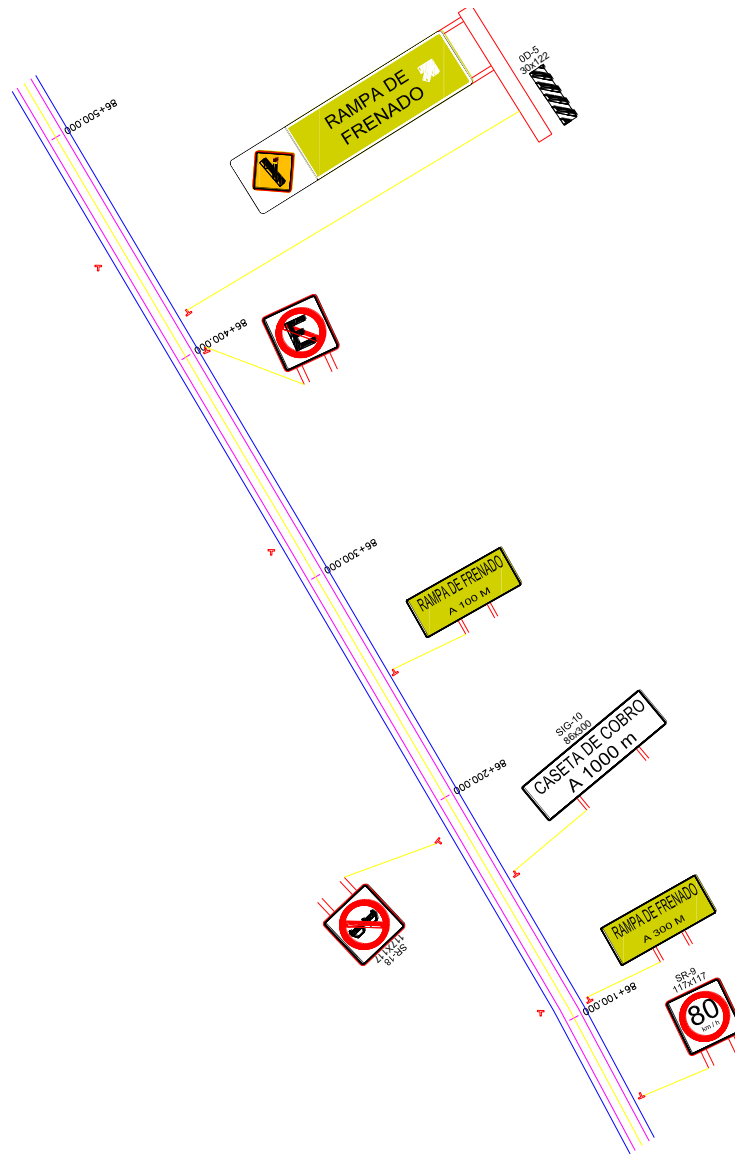 OD-5
30x122
RAMPA DE
FRENADO
86+500.000
86+400.000
E
86+300.000
RAMPA DE FRENADO
A 100 M
SIG-10
86x300
CASETA DE COBRO
A 1000 m
86+200.000
RAMPA DE FRENADO
A 300 M
SR-18
117X117
SR-9
117x117
86+100.000
80
km / h